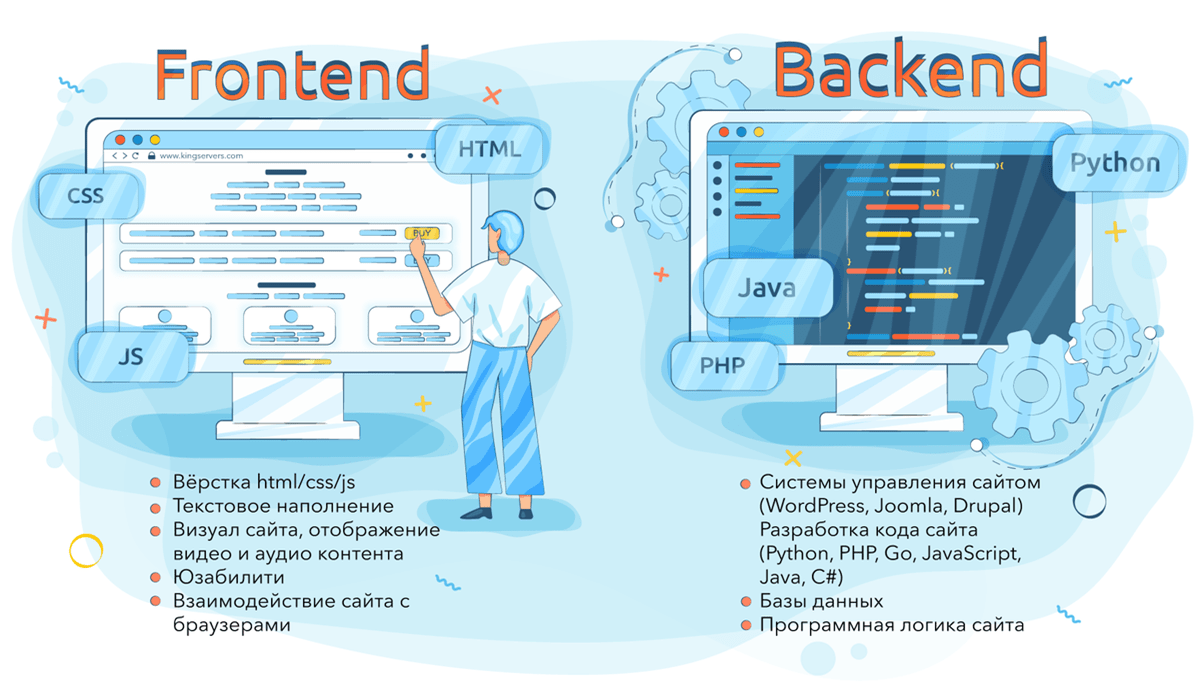 Frontend
www.kingservers.com
HTML
CSS
BUY
JS
Вёрстка html/css/js
Текстовое наполнение
Визуал сайта, отображение
видео и аудио контента
Юзабилити
Взаимодействие сайта с
браузерами
Backend
Python
Java
PHP
Системы управления сайтом
(WordPress, Joomla, Drupal)
Разработка кода сайта
(Python, PHP, Go, JavaScript,
Java, C#)
Базы данных
Программная логика сайта